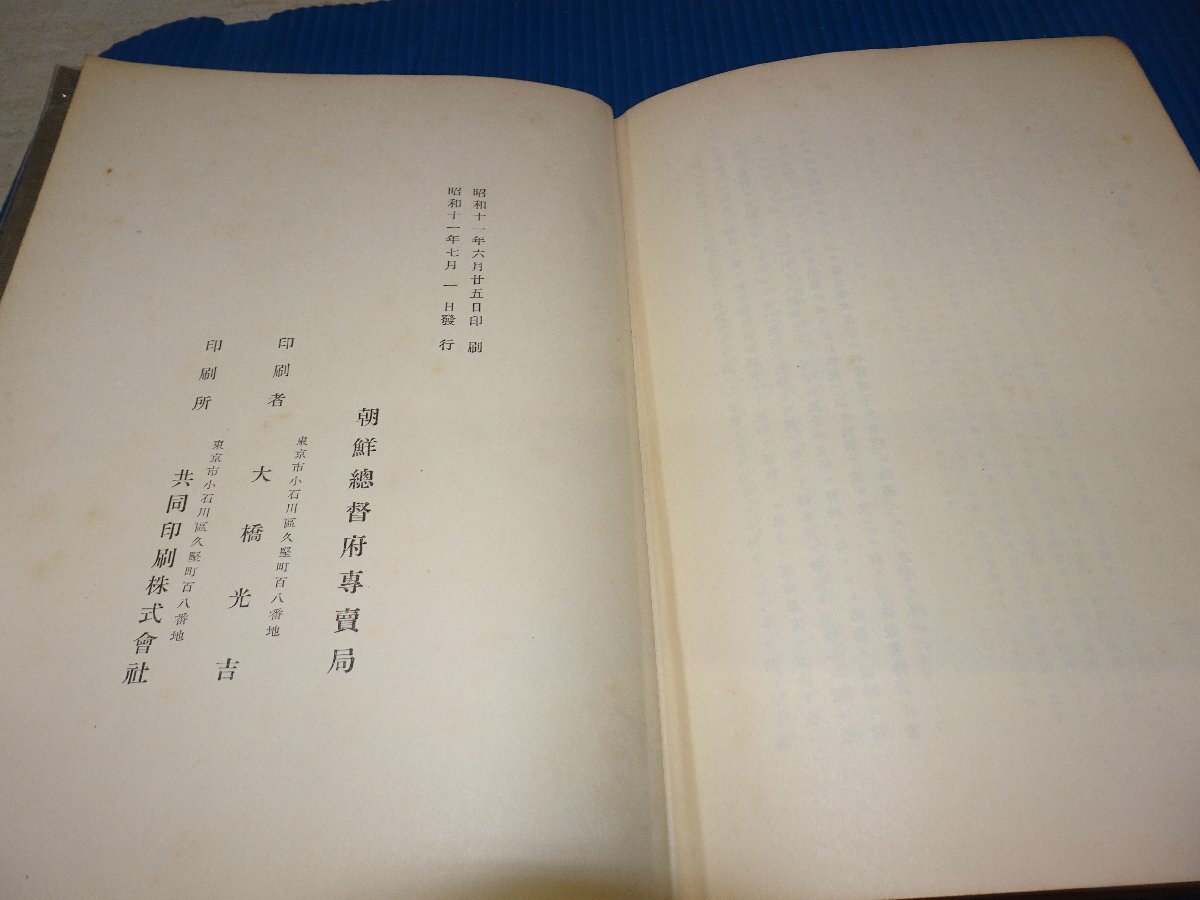 昭和十一年六月廿五日印刷
昭和十一年七月一日發行
朝鮮總督府專賣局
東京市小石川區久堅町百八番地
印刷者 大橋光吉
東京市小石川區久堅町百八番地
印刷所 共同印刷株式會社